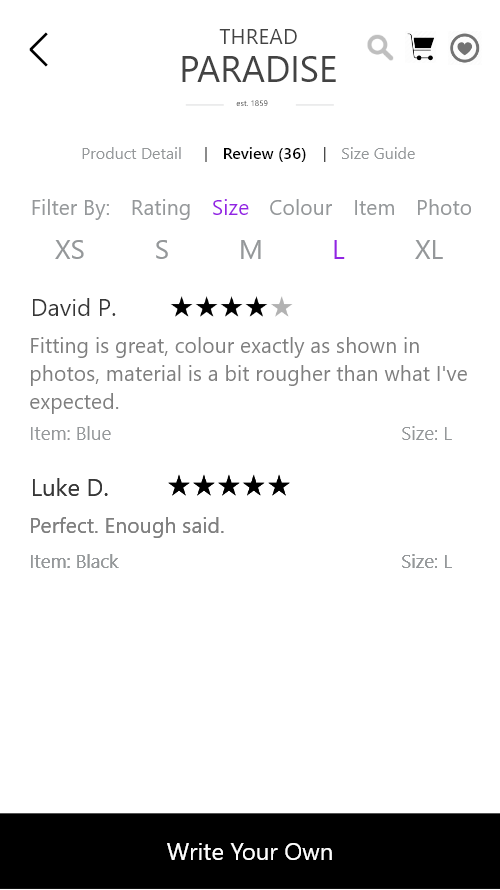 THREAD
PARADISE
est. 1859
Product Detail | Review (36) | Size Guide
Filter By: Rating Size Colour Item Photo
XS S M L XL
David P.
Fitting is great, colour exactly as shown in
photos, material is a bit rougher than what I've
expected.
Item: Blue Size: L
Luke D.
Perfect. Enough said.
Item: Black Size: L
Write Your Own